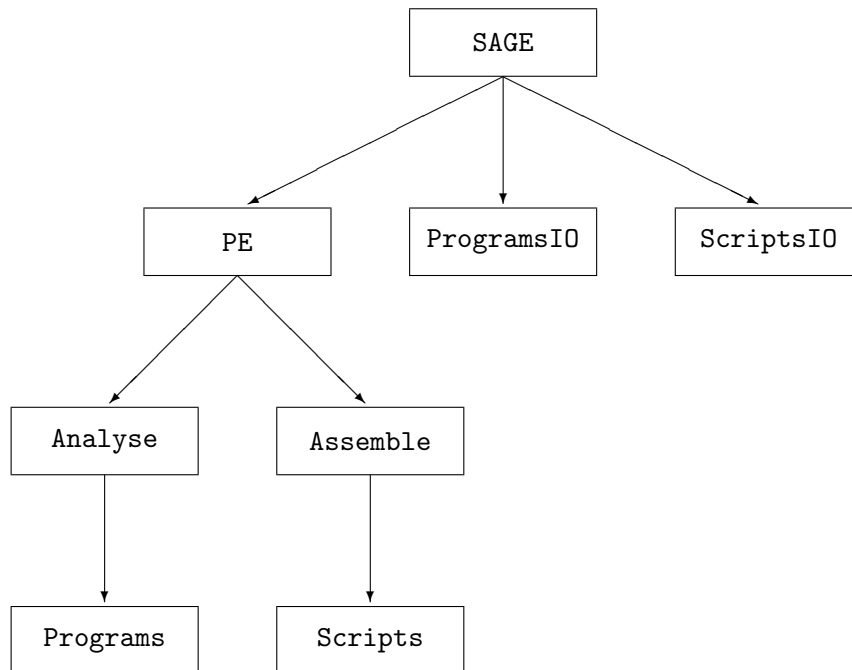 SAGE
PE
ProgramsIO
ScriptsIO
Analyse
Assemble
Programs
Scripts